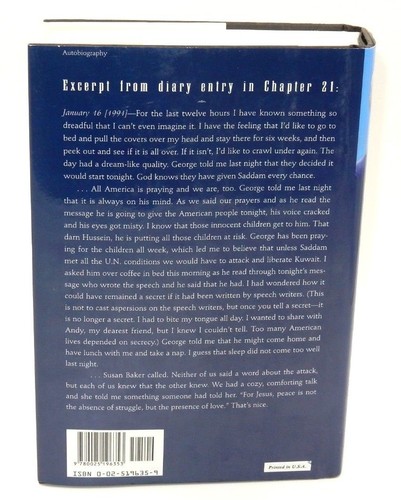 Autobiography
Excerpt from diary entry in Chapter 21:
January 16 [1991]—For the last twelve hours I have known something so
dreadful that I can't even imagine it. I have the feeling that I'd like to go to
bed and pull the covers over my head and stay there for six weeks, and then
peek out and see if it is all over. If it isn't, I'd like to crawl under again. The
day had a dream-like quality. George told me last night that they decided it
would start tonight. God knows they have given Saddam every chance.
. . . All America is praying and we are, too. George told me last night
that it is always on his mind. As we said our prayers and as he read the
message he is going to give the American people tonight, his voice cracked
and his eyes got misty. I know that those innocent children get to him. That
darn Hussein, he is putting all those children at risk. George has been pray-
ing for the children all week, which led me to believe that unless Saddam
met all the U.N. conditions we would have to attack and liberate Kuwait. I
asked him over coffee in bed this morning as he read through tonight's mes-
sage who wrote the speech and he said that he had. I had wondered how it
could have remained a secret if it had been written by speech writers. (This
is not to cast aspersions on the speech writers, but once you tell a secret—it
is no longer a secret. I had to bite my tongue all day. I wanted to share with
Andy, my dearest friend, but I knew I couldn't tell. Too many American
lives depended on secrecy.) George told me that he might come home and
have lunch with me and take a nap. I guess that sleep did not come too well
last night.
. . . Susan Baker called. Neither of us said a word about the attack,
but each of us knew that the other knew. We had a cozy, comforting talk
and she told me something someone had told her. "For Jesus, peace is not
the absence of struggle, but the presence of love." That's nice.
9 780025 196353
ISBN 0-02-519635-9
Printed in U.S.A.